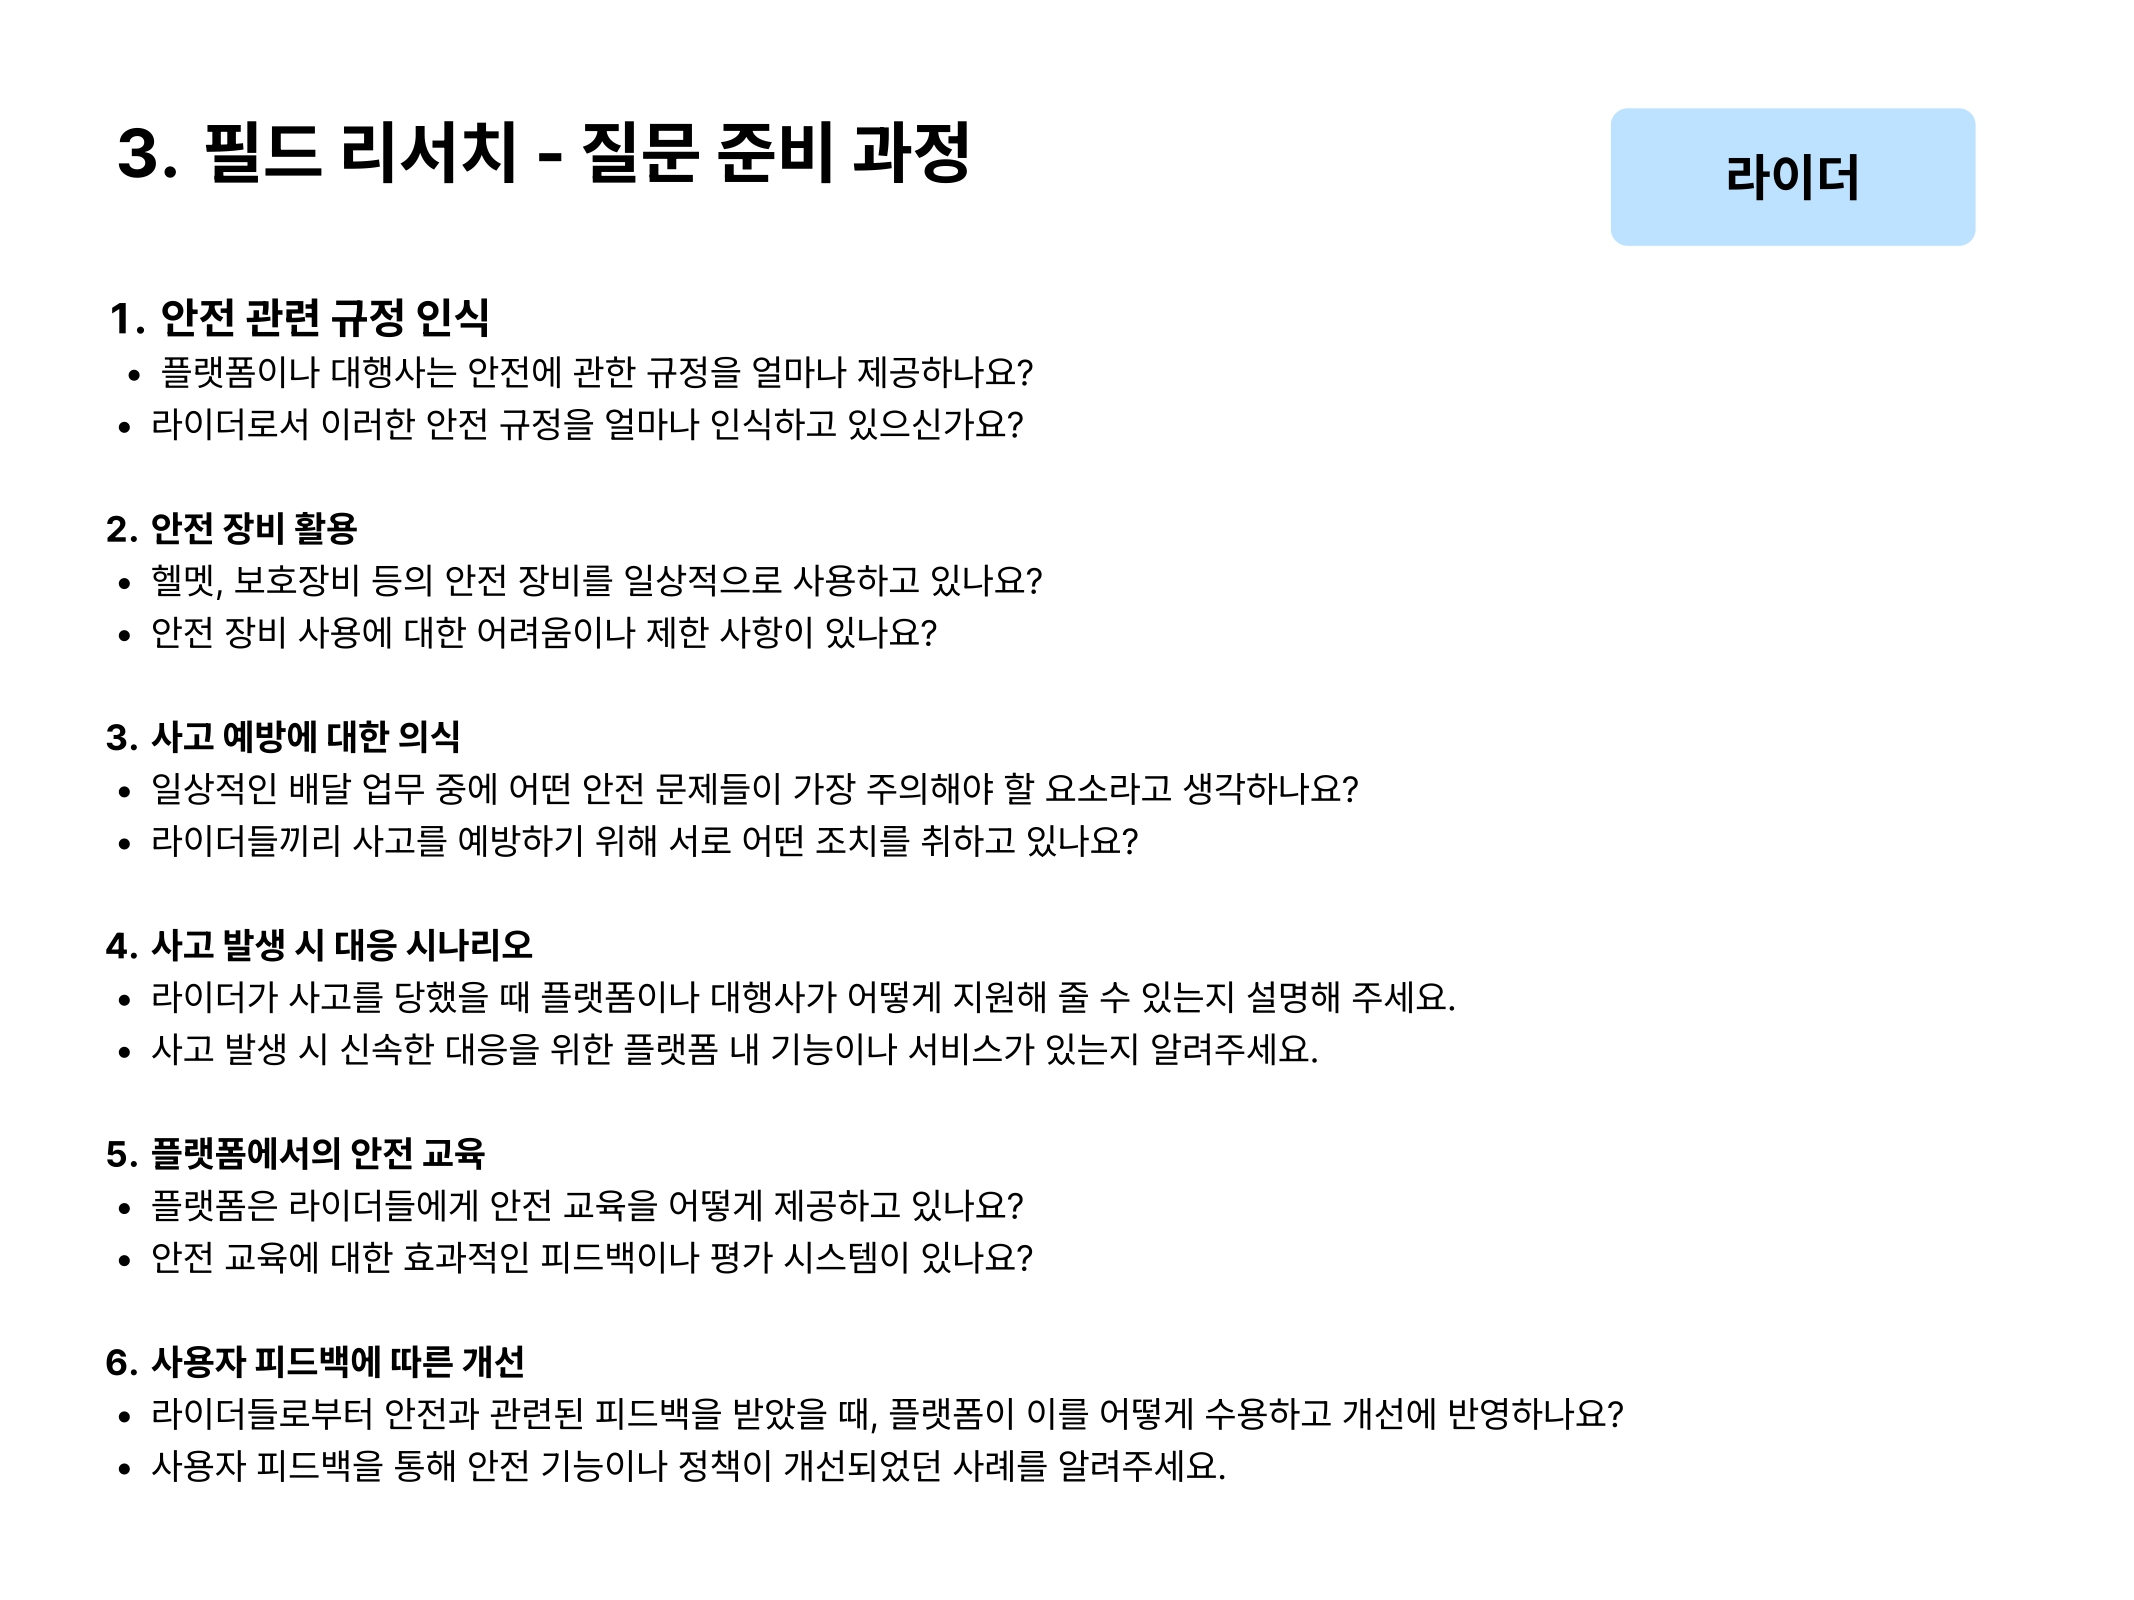 3. 필드 리서치 - 질문 준비 과정
라이더
1. 안전 관련 규정 인식
• 플랫폼이나 대행사는 안전에 관한 규정을 얼마나 제공하나요?
• 라이더로서 이러한 안전 규정을 얼마나 인식하고 있으신가요?
2. 안전 장비 활용
• 헬멧, 보호장비 등의 안전 장비를 일상적으로 사용하고 있나요?
• 안전 장비 사용에 대한 어려움이나 제한 사항이 있나요?
3. 사고 예방에 대한 의식
• 일상적인 배달 업무 중에 어떤 안전 문제들이 가장 주의해야 할 요소라고 생각하나요?
• 라이더들끼리 사고를 예방하기 위해 서로 어떤 조치를 취하고 있나요?
4. 사고 발생 시 대응 시나리오
• 라이더가 사고를 당했을 때 플랫폼이나 대행사가 어떻게 지원해 줄 수 있는지 설명해 주세요.
• 사고 발생 시 신속한 대응을 위한 플랫폼 내 기능이나 서비스가 있는지 알려주세요.
5. 플랫폼에서의 안전 교육
• 플랫폼은 라이더들에게 안전 교육을 어떻게 제공하고 있나요?
• 안전 교육에 대한 효과적인 피드백이나 평가 시스템이 있나요?
6. 사용자 피드백에 따른 개선
• 라이더들로부터 안전과 관련된 피드백을 받았을 때, 플랫폼이 이를 어떻게 수용하고 개선에 반영하나요?
• 사용자 피드백을 통해 안전 기능이나 정책이 개선되었던 사례를 알려주세요.